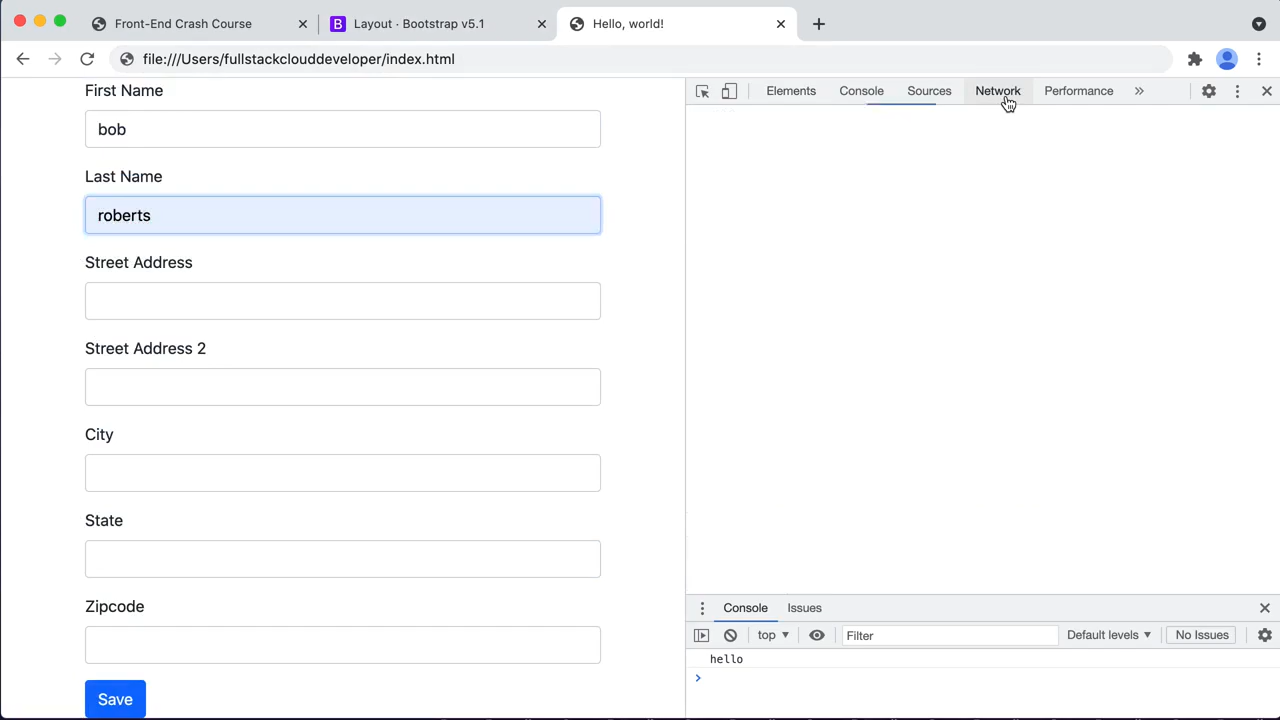 Front-End Crash Course
B Layout · Bootstrap v5.1
Hello, world!
file:///Users/fullstackclouddeveloper/index.html
Elements Console Sources Network Performance »
First Name
bob
Last Name
roberts
Street Address
Street Address 2
City
State
Zipcode
Save
Console Issues
top Filter Default levels No Issues
hello